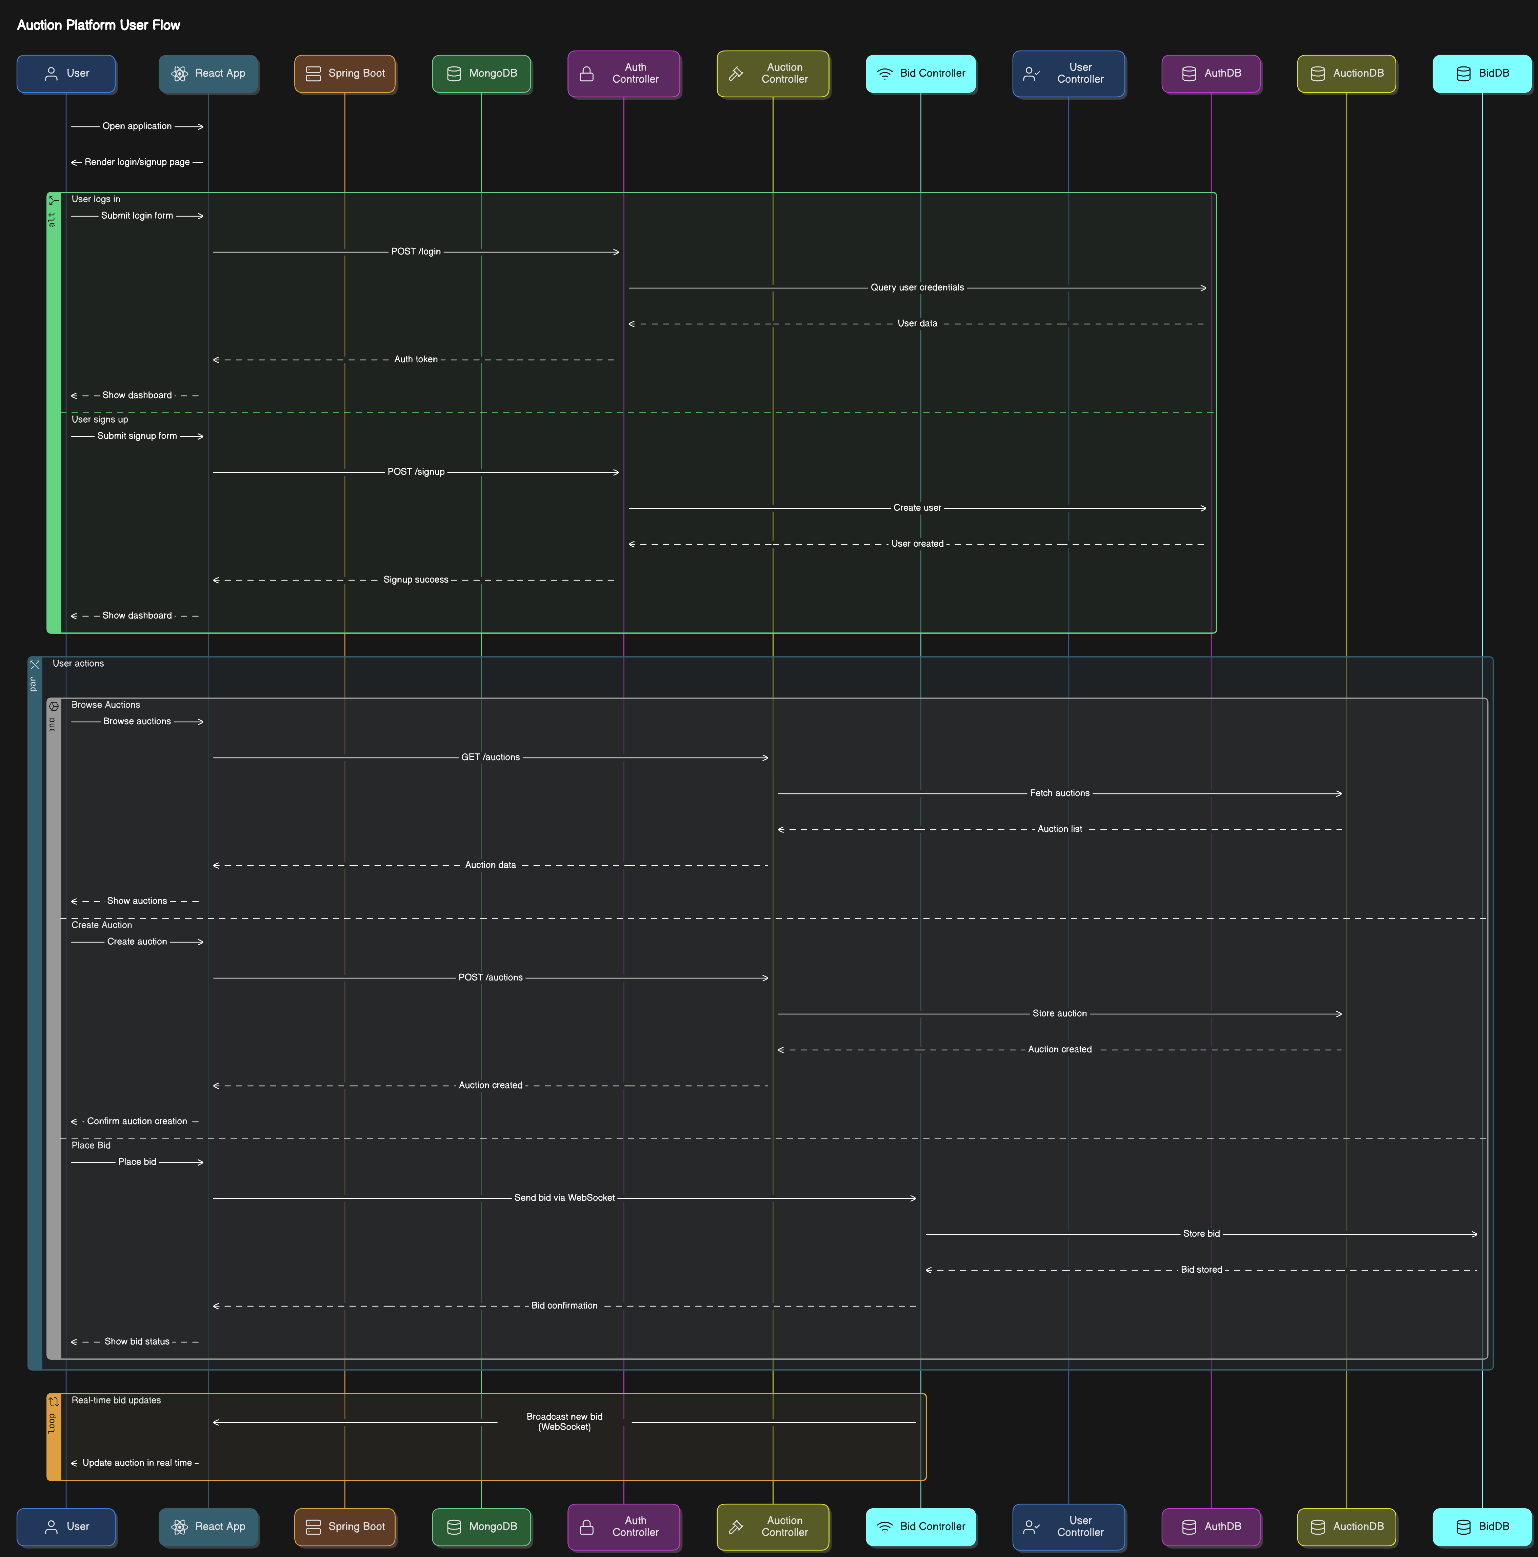 Auction Platform User Flow
User
React App
Spring Boot
MongoDB
Auth
Controller
Auction
Controller
Bid Controller
User
Controller
AuthDB
AuctionDB
BidDB
Open application
Render login/signup page
alt
User logs in
Submit login form
POST /login
Query user credentials
User data
Auth token
Show dashboard
User signs up
Submit signup form
POST /signup
Create user
User created
Signup success
Show dashboard
par
User actions
Browse Auctions
Browse auctions
GET /auctions
Fetch auctions
Auction list
Auction data
Show auctions
Create Auction
Create auction
POST /auctions
Store auction
Auction created
Auction created
Confirm auction creation
Place Bid
Place bid
Send bid via WebSocket
Store bid
Bid stored
Bid confirmation
Show bid status
loop
Real-time bid updates
Broadcast new bid
(WebSocket)
Update auction in real time
User
React App
Spring Boot
MongoDB
Auth
Controller
Auction
Controller
Bid Controller
User
Controller
AuthDB
AuctionDB
BidDB